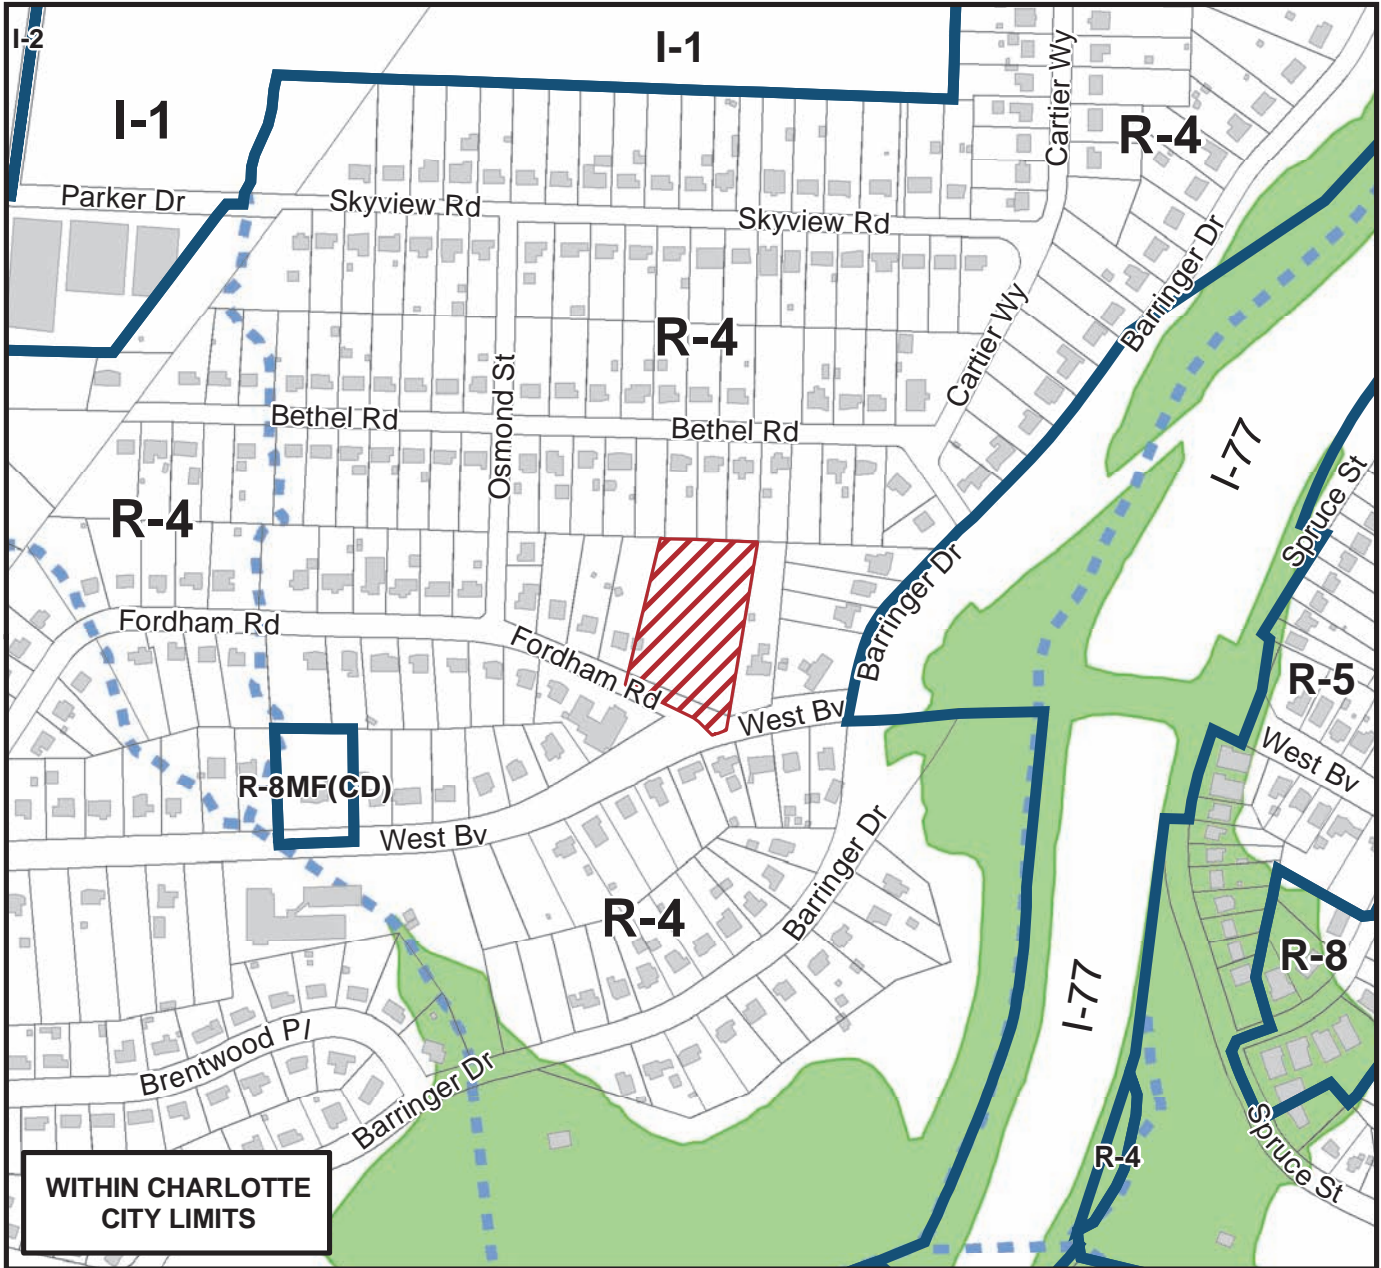 I-2
I-1
I-1
Cartier Wy
R-4
Parker Dr
Skyview Rd
Skyview Rd
Barringer Dr
R-4
Cartier Wy
Osmond St
Bethel Rd
Bethel Rd
I-77
Spruce St
R-4
Barringer Dr
Fordham Rd
Fordham Rd
R-5
West Bv
West Bv
R-8MF(CD)
West Bv
Barringer Dr
R-4
R-8
I-77
Brentwood Pl
Barringer Dr
R-4
Spruce St
WITHIN CHARLOTTE
CITY LIMITS